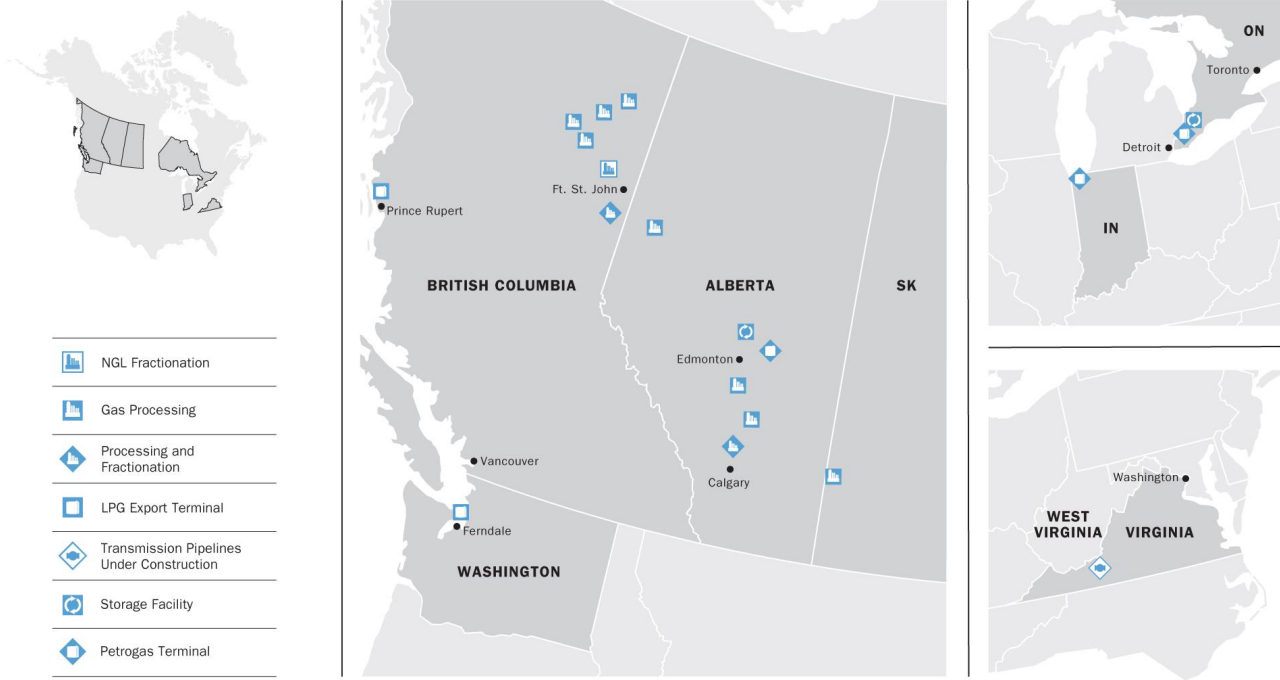 NGL Fractionation
Gas Processing
Processing and
Fractionation
LPG Export Terminal
Transmission Pipelines
Under Construction
Storage Facility
Petrogas Terminal
Ft. St. John
Prince Rupert
BRITISH COLUMBIA
ALBERTA
SK
Edmonton
Vancouver
Calgary
Ferndale
WASHINGTON
ON
Toronto
Detroit
IN
Washington
WEST
VIRGINIA
VIRGINIA